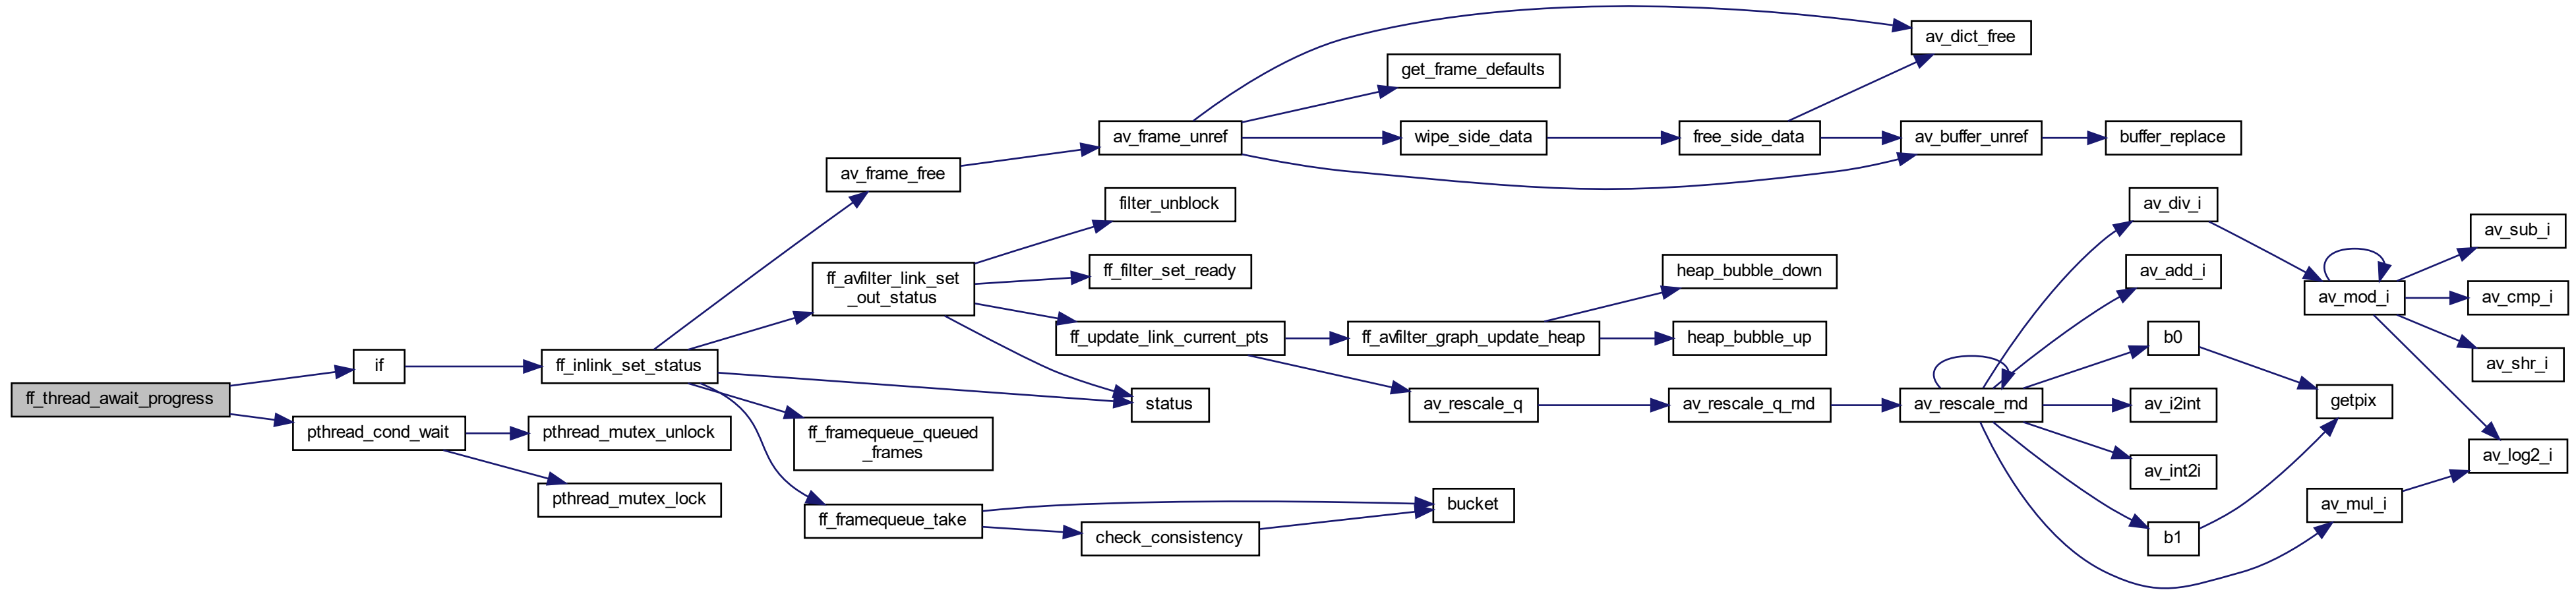 ff_thread_await_progress
if
pthread_cond_wait
ff_inlink_set_status
pthread_mutex_unlock
pthread_mutex_lock
av_frame_free
ff_avfilter_link_set
_out_status
ff_framequeue_queued
_frames
ff_framequeue_take
av_frame_unref
filter_unblock
ff_filter_set_ready
ff_update_link_current_pts
status
check_consistency
get_frame_defaults
wipe_side_data
ff_avfilter_graph_update_heap
av_rescale_q
bucket
free_side_data
heap_bubble_down
heap_bubble_up
av_rescale_q_rnd
av_dict_free
av_buffer_unref
av_rescale_rnd
buffer_replace
av_div_i
av_add_i
b0
av_i2int
av_int2i
b1
av_mod_i
getpix
av_mul_i
av_sub_i
av_cmp_i
av_shr_i
av_log2_i